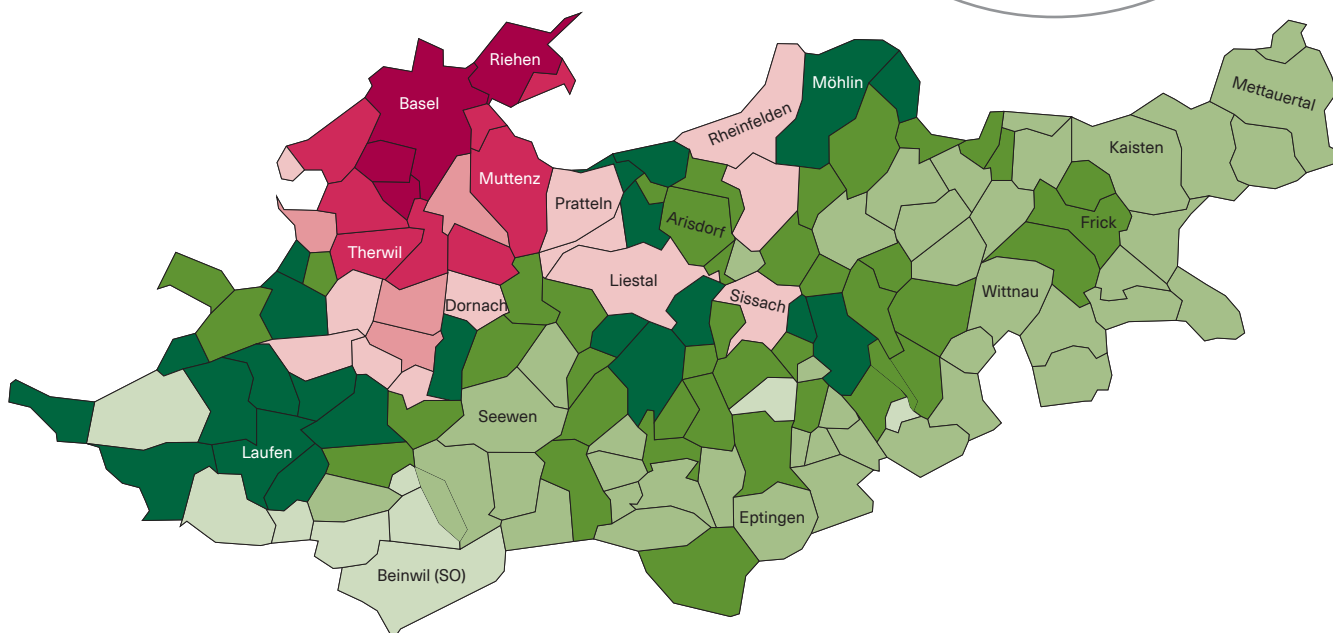 Riehen
Basel
Möhlin
Mettauertal
Rheinfelden
Kaisten
Muttenz
Pratteln
Arisdorf
Frick
Therwil
Liestal
Wittnau
Dornach
Sissach
Seewen
Laufen
Eptingen
Beinwil (SO)